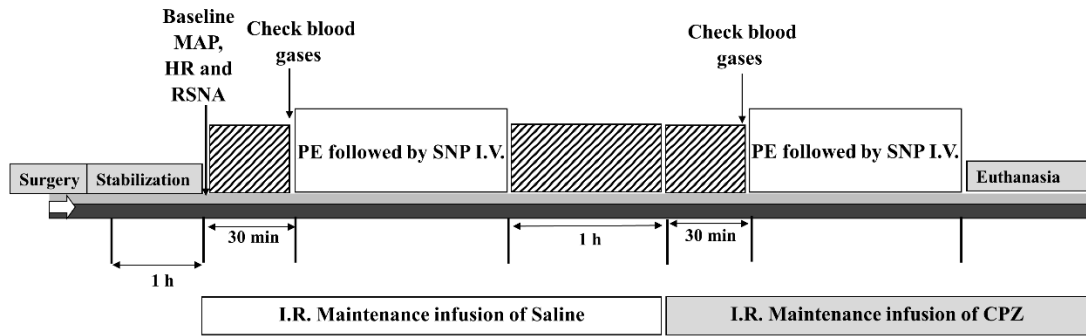 Baseline
MAP,
HR and
RSNA
Check blood
gases
Check blood
gases
PE followed by SNP I.V.
PE followed by SNP I.V.
Surgery
Stabilization
Euthanasia
30 min
1 h
30 min
1 h
I.R. Maintenance infusion of Saline
I.R. Maintenance infusion of CPZ